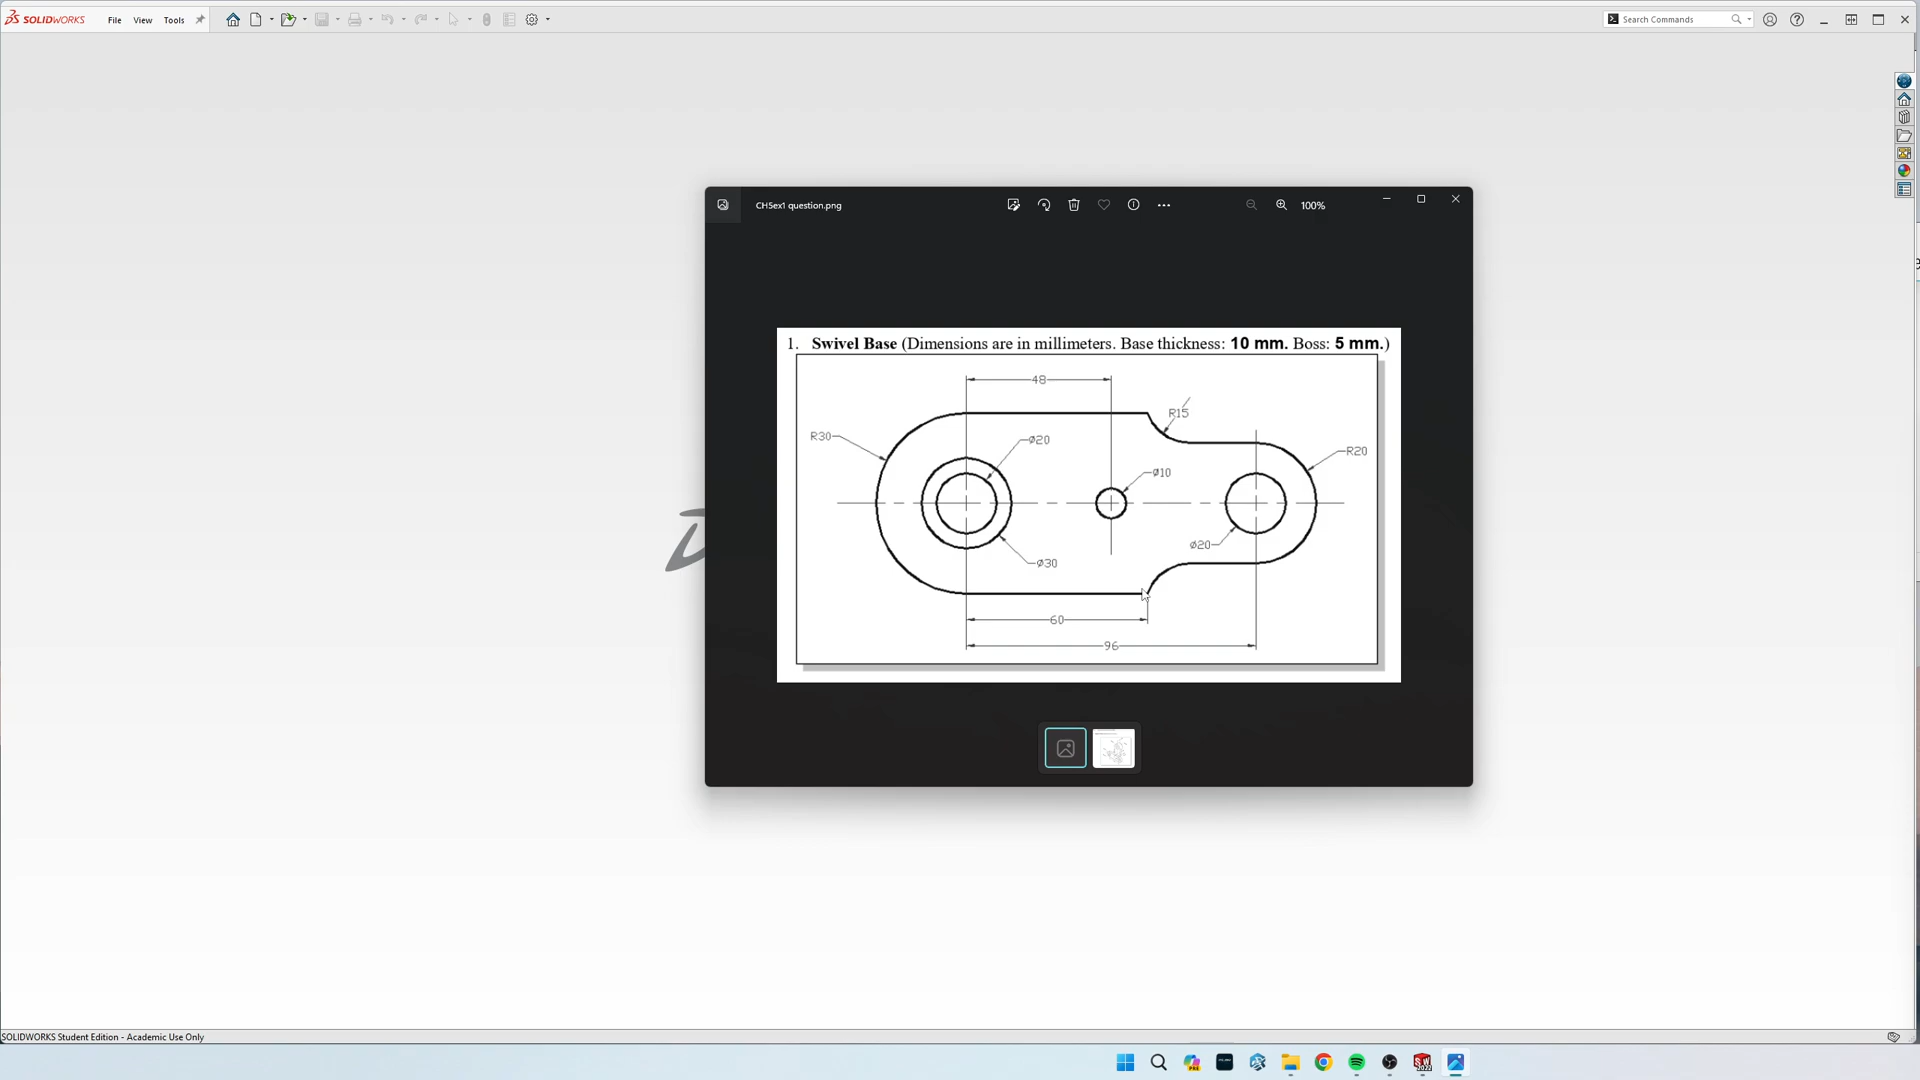 SOLIDWORKS File View Tools Search Commands
CH5ex1 question.png 100%
1. Swivel Base (Dimensions are in millimeters. Base thickness: 10 mm. Boss: 5 mm.)
48
R15
R30
Ø20
R20
Ø10
Ø20
Ø30
60
96
SOLIDWORKS Student Edition - Academic Use Only